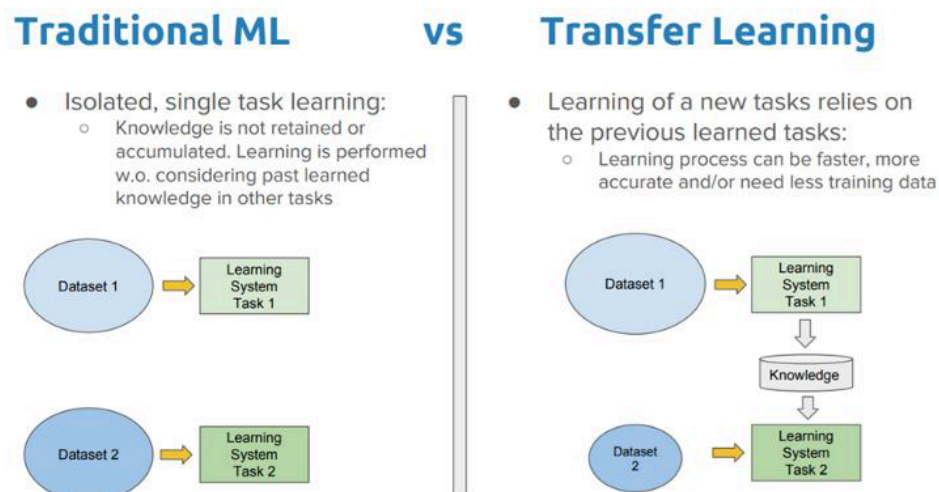 Traditional ML vs Transfer Learning
● Isolated, single task learning:
○ Knowledge is not retained or
accumulated. Learning is performed
w.o. considering past learned
knowledge in other tasks
Dataset 1
Learning
System
Task 1
Dataset 2
Learning
System
Task 2
● Learning of a new tasks relies on
the previous learned tasks:
○ Learning process can be faster, more
accurate and/or need less training data
Dataset 1
Learning
System
Task 1
Knowledge
Dataset
2
Learning
System
Task 2